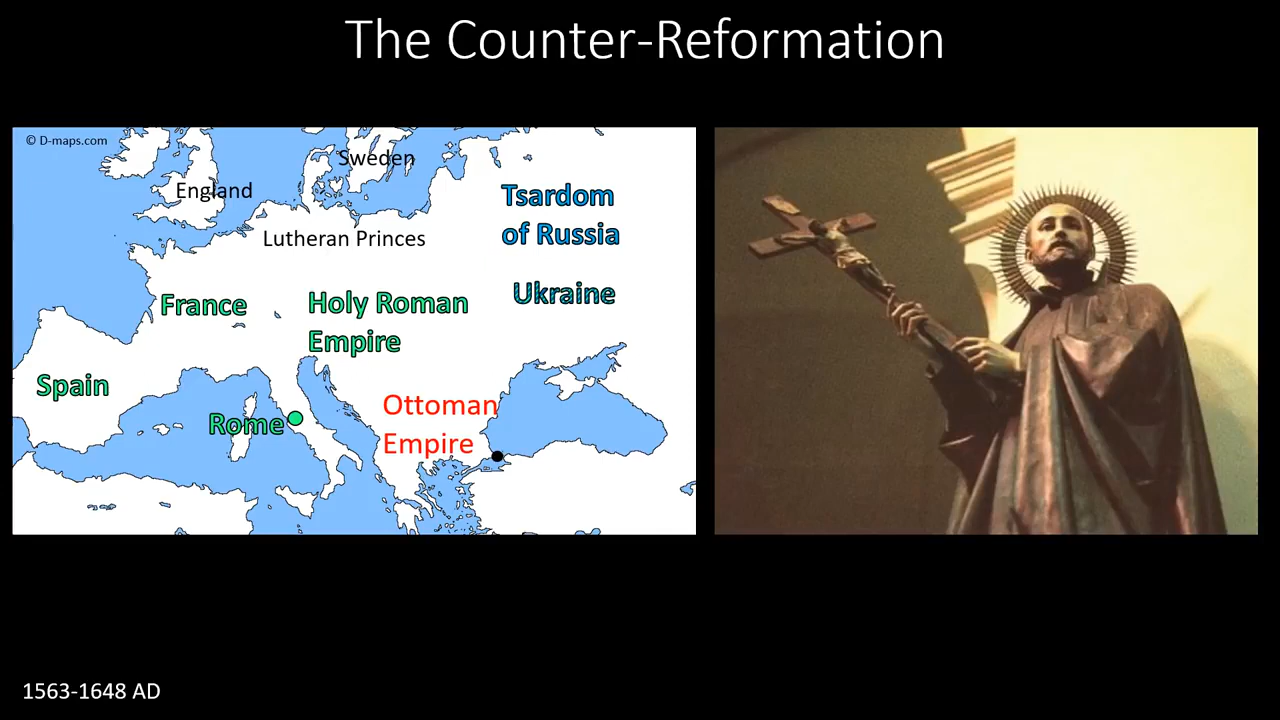 The Counter-Reformation
© D-maps.com
Sweden
England
Tsardom
of Russia
Lutheran Princes
Ukraine
France
Holy Roman
Empire
Spain
Rome
Ottoman
Empire
1563-1648 AD